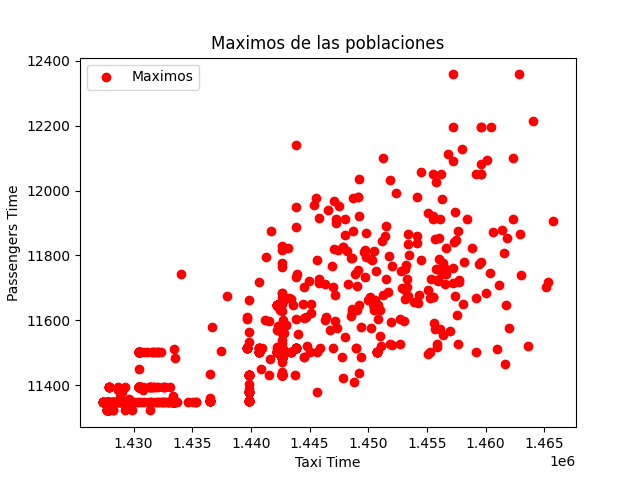 Maximos de las poblaciones
Maximos
Passengers Time
12400
12200
12000
11800
11600
11400
1.430 1.435 1.440 1.445 1.450 1.455 1.460 1.465
1e6
Taxi Time